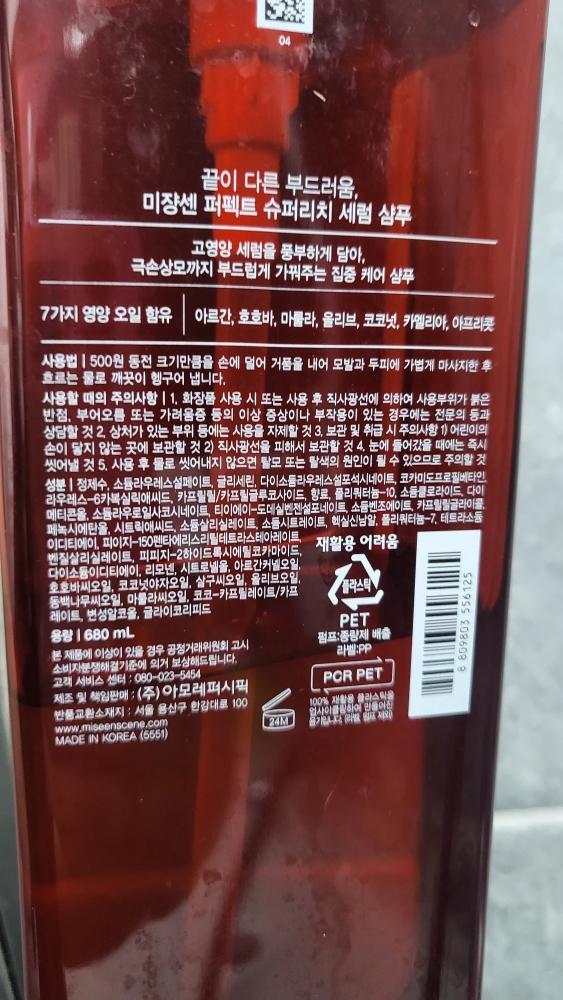 04
끝이 다른 부드러움,
미쟝센 퍼펙트 슈퍼리치 세럼 샴푸
고영양 세럼을 풍부하게 담아,
극손상모까지 부드럽게 가꿔주는 집중 케어 샴푸
7가지 영양 오일 함유 | 아르간, 호호바, 마룰라, 올리브, 코코넛, 카멜리아, 아프리콧
사용법 | 500원 동전 크기만큼을 손에 덜어 거품을 내어 모발과 두피에 가볍게 마사지한 후
흐르는 물로 깨끗이 헹구어 냅니다.
사용할 때의 주의사항 | 1. 화장품 사용 시 또는 사용 후 직사광선에 의하여 사용부위가 붉은
반점, 부어오름 또는 가려움증 등의 이상 증상이나 부작용이 있는 경우에는 전문의 등과
상담할 것 2. 상처가 있는 부위 등에는 사용을 자제할 것 3. 보관 및 취급 시 주의사항 1) 어린이의
손이 닿지 않는 곳에 보관할 것 2) 직사광선을 피해서 보관할 것 4. 눈에 들어갔을 때에는 즉시
씻어낼 것 5. 사용 후 물로 씻어내지 않으면 탈모 또는 탈색의 원인이 될 수 있으므로 주의할 것
성분 | 정제수, 소듐라우레스설페이트, 글리세린, 다이소듐라우레스설포석시네이트, 코카미도프로필베타인,
라우레스-6카복실릭애씨드, 카프릴릴/카프릴글루코사이드, 향료, 폴리쿼터늄-10, 소듐클로라이드, 다이
메티콘올, 소듐라우로일사코시네이트, 티이에이-도데실벤젠설포네이트, 소듐벤조에이트, 카프릴릴글라이콜,
페녹시에탄올, 시트릭애씨드, 소듐살리실레이트, 소듐시트레이트, 헥실신남알, 폴리쿼터늄-7, 테트라소듐
이디티에이, 피이지-150펜타에리스리틸테트라스테아레이트,
벤질살리실레이트, 피피지-2하이드록시에틸코카마이드,
다이소듐이디티에이, 리모넨, 시트로넬올, 아르간커넬오일,
호호바씨오일, 코코넛야자오일, 살구씨오일, 올리브오일,
동백나무씨오일, 마룰라씨오일, 코코-카프릴레이트/카프
레이트, 변성알코올, 글라이코리피드
용량 | 680 mL
본 제품에 이상이 있을 경우 공정거래위원회 고시
소비자분쟁해결기준에 의거 보상해드립니다.
고객 서비스 센터 : 080-023-5454
제조 및 책임판매 : (주)아모레퍼시픽
반품교환소재지 : 서울 용산구 한강대로 100
www.miseenscene.com
MADE IN KOREA (5551)
24M
재활용 어려움
플라스틱
PET
펌프:종량제 배출
라벨:PP
PCR PET
100% 재활용 플라스틱을
업사이클링하여 만들어진
용기입니다. (라벨, 펌프 제외)
8 809803 556125